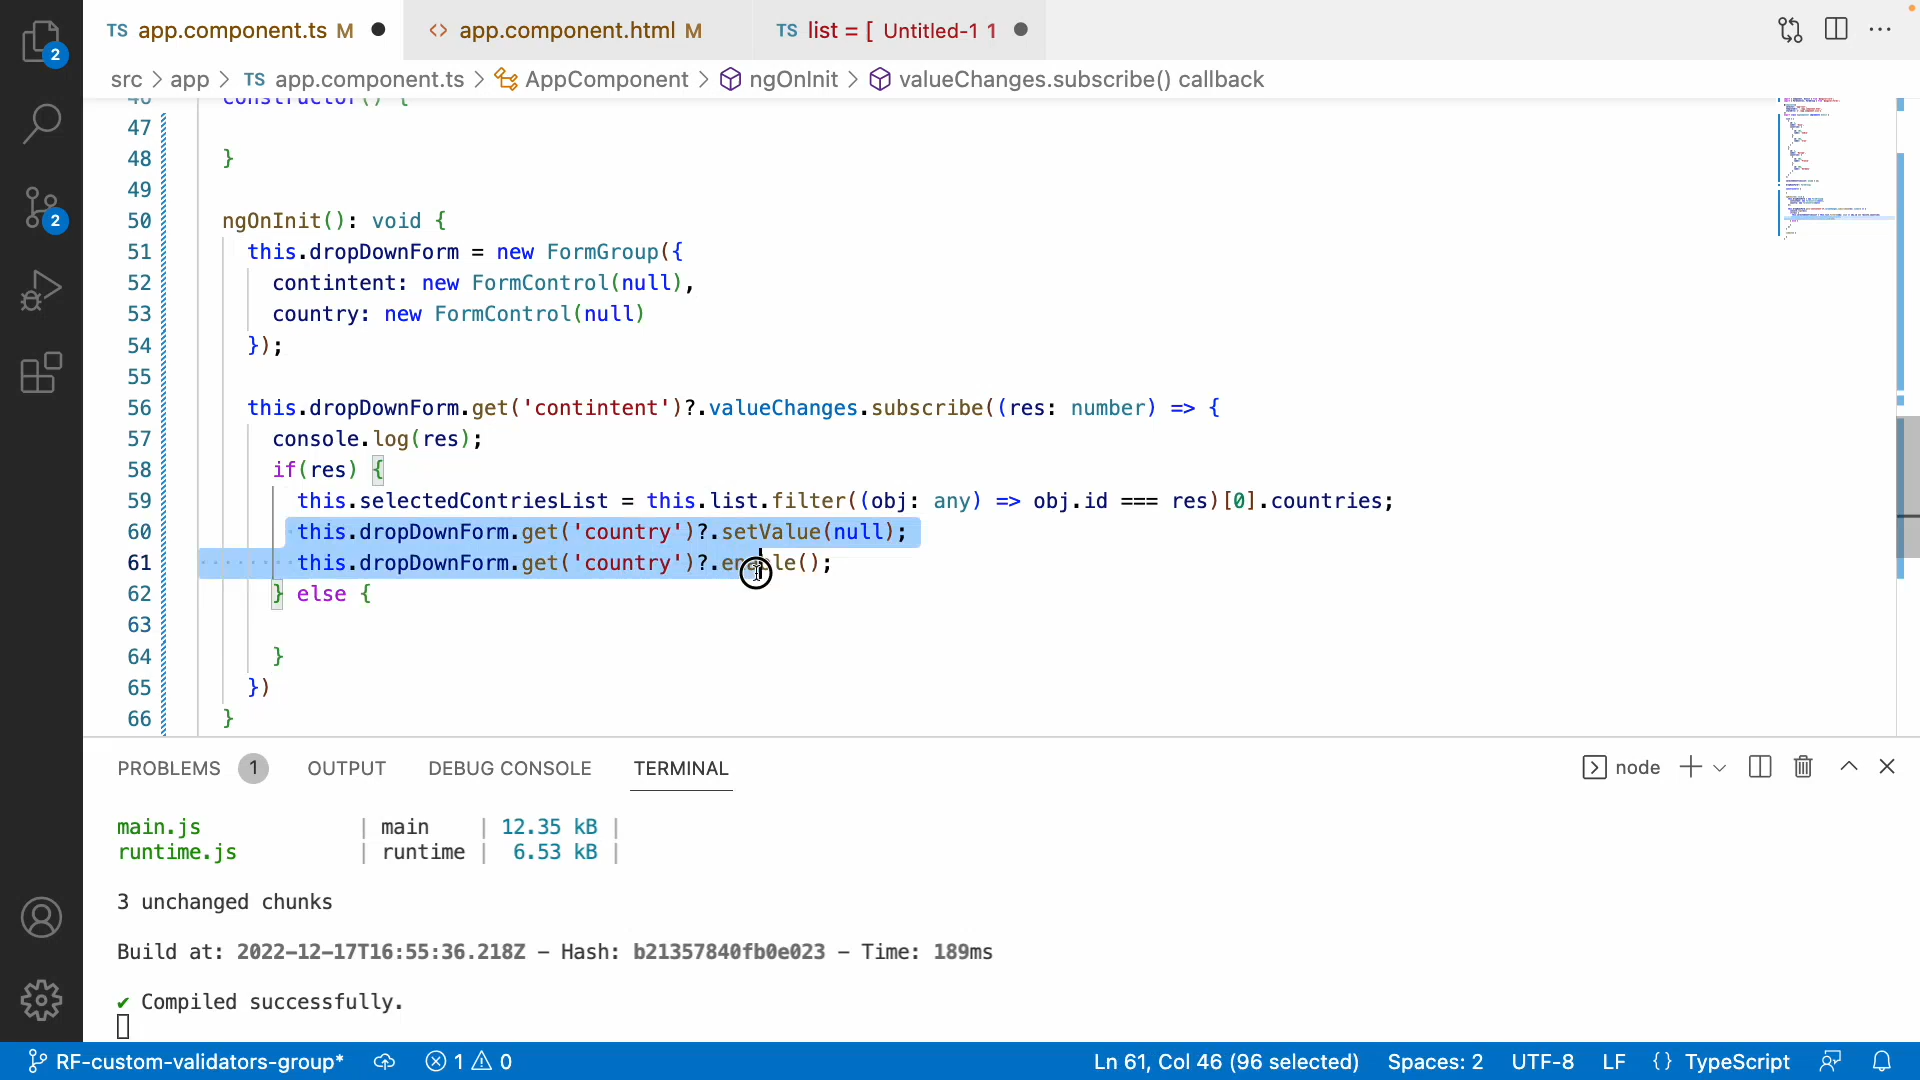 2
2
TS app.component.ts M
<> app.component.html M
TS list = [ Untitled-1 1
src > app > TS app.component.ts > AppComponent > ngOnInit > valueChanges.subscribe() callback
46 constructor() {
47
48 }
49
50 ngOnInit(): void {
51 this.dropDownForm = new FormGroup({
52 contintent: new FormControl(null),
53 country: new FormControl(null)
54 });
55
56 this.dropDownForm.get('contintent')?.valueChanges.subscribe((res: number) => {
57 console.log(res);
58 if(res) {
59 this.selectedContriesList = this.list.filter((obj: any) => obj.id === res)[0].countries;
60 this.dropDownForm.get('country')?.setValue(null);
61 this.dropDownForm.get('country')?.enable();
62 } else {
63
64 }
65 })
66 }
PROBLEMS 1 OUTPUT DEBUG CONSOLE TERMINAL
node
main.js | main | 12.35 kB |
runtime.js | runtime | 6.53 kB |
3 unchanged chunks
Build at: 2022-12-17T16:55:36.218Z - Hash: b21357840fb0e023 - Time: 189ms
✔ Compiled successfully.
RF-custom-validators-group* 1 0 Ln 61, Col 46 (96 selected) Spaces: 2 UTF-8 LF {} TypeScript